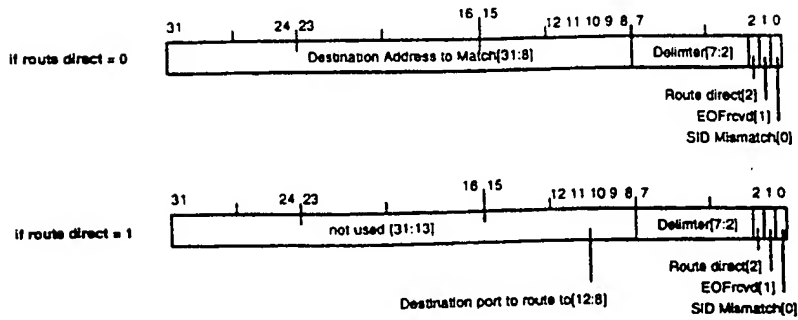 31 24 23 16 15 12 11 10 9 8 7 2 1 0
if route direct = 0 Destination Address to Match[31:8] Delimter[7:2]
Route direct[2]
EOFrcvd[1]
SID Mismatch[0]
31 24 23 16 15 12 11 10 9 8 7 2 1 0
if route direct = 1 not used [31:13] Delimter[7:2]
Route direct[2]
EOFrcvd[1]
Destination port to route to[12:8] SID Mismatch[0]